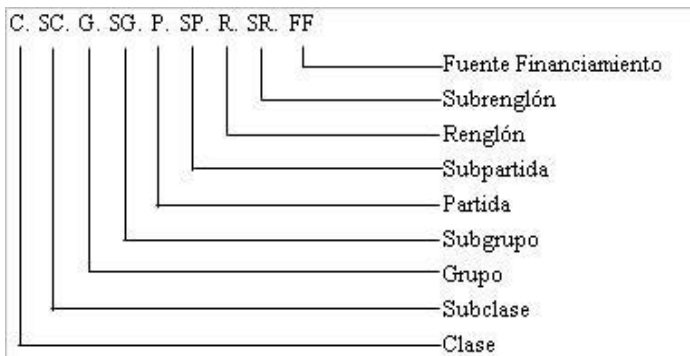 C. SC. G. SG. P. SP. R. SR. FF
Fuente Financiamiento
Subrenglón
Renglón
Subpartida
Partida
Subgrupo
Grupo
Subclase
Clase